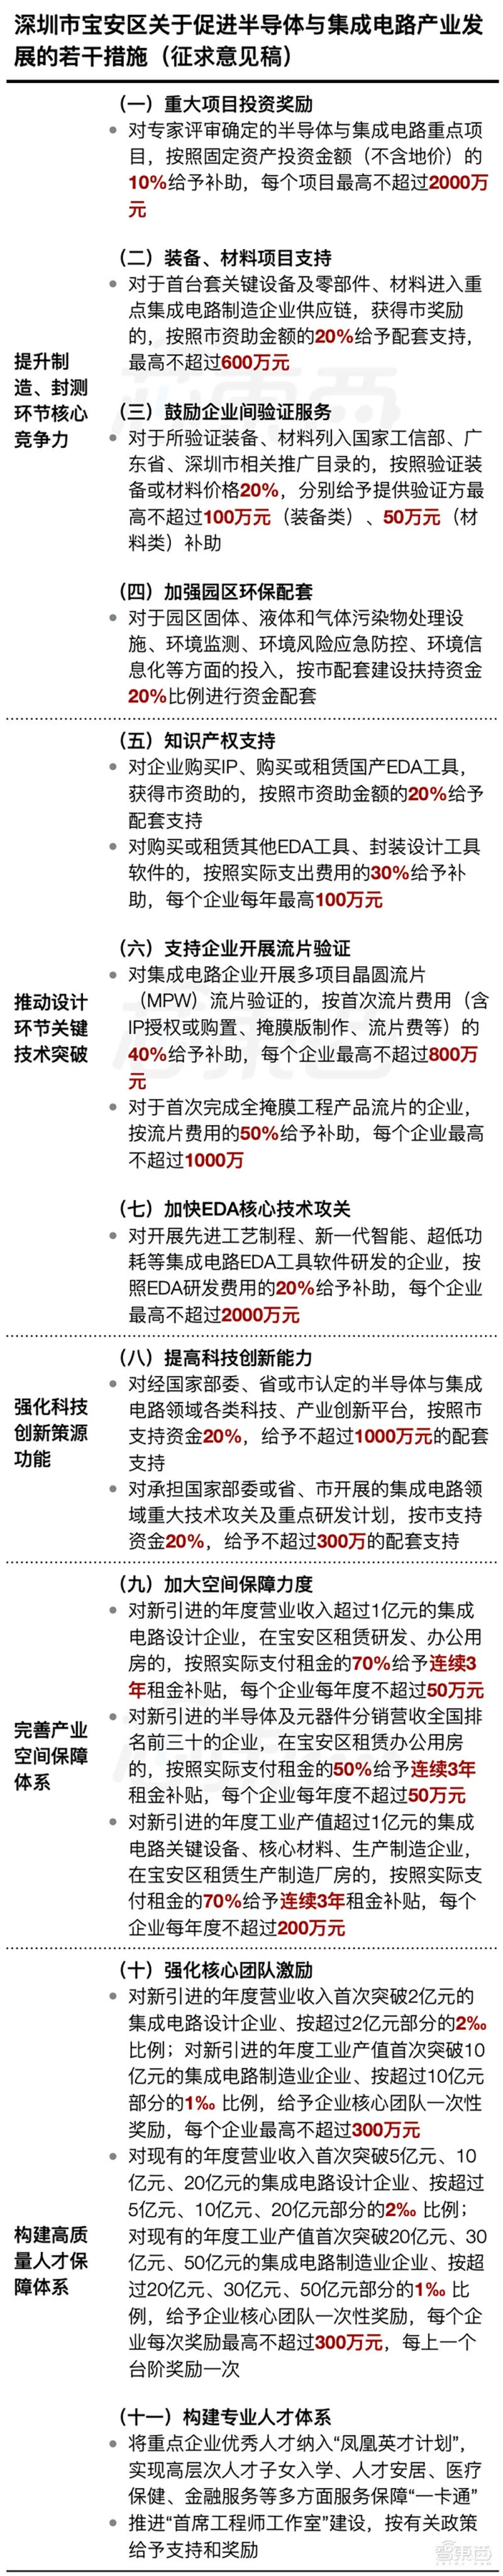 深圳市宝安区关于促进半导体与集成电路产业发
展的若干措施（征求意见稿）
提升制
造、封测
环节核心
竞争力
（一）重大项目投资奖励
• 对专家评审确定的半导体与集成电路重点项
目，按照固定资产投资金额（不含地价）的
10%给予补助，每个项目最高不超过2000万
元
（二）装备、材料项目支持
• 对于首台套关键设备及零部件、材料进入重
点集成电路制造企业供应链，获得市奖励
的，按照市资助金额的20%给予配套支持，
最高不超过600万元
（三）鼓励企业间验证服务
• 对于所验证装备、材料列入国家工信部、广
东省、深圳市相关推广目录的，按照验证装
备或材料价格20%，分别给予提供验证方最
高不超过100万元（装备类）、50万元（材
料类）补助
（四）加强园区环保配套
• 对于园区固体、液体和气体污染物处理设
施、环境监测、环境风险应急防控、环境信
息化等方面的投入，按市配套建设扶持资金
20%比例进行资金配套
推动设计
环节关键
技术突破
（五）知识产权支持
• 对企业购买IP、购买或租赁国产EDA工具，
获得市资助的，按照市资助金额的20%给予
配套支持
• 对购买或租赁其他EDA工具、封装设计工具
软件的，按照实际支出费用的30%给予补
助，每个企业每年最高100万元
（六）支持企业开展流片验证
• 对集成电路企业开展多项目晶圆流片
（MPW）流片验证的，按首次流片费用（含
IP授权或购置、掩膜版制作、流片费等）的
40%给予补助，每个企业最高不超过800万
元
• 对于首次完成全掩膜工程产品流片的企业，
按流片费用的50%给予补助，每个企业最高
不超过1000万
（七）加快EDA核心技术攻关
• 对开展先进工艺制程、新一代智能、超低功
耗等集成电路EDA工具软件研发的企业，按
照EDA研发费用的20%给予补助，每个企业
最高不超过2000万元
强化科技
创新策源
功能
（八）提高科技创新能力
• 对经国家部委、省或市认定的半导体与集成
电路领域各类科技、产业创新平台，按照市
支持资金20%，给予不超过1000万元的配套
支持
• 对承担国家部委或省、市开展的集成电路领
域重大技术攻关及重点研发计划，按市支持
资金20%，给予不超过300万的配套支持
完善产业
空间保障
体系
（九）加大空间保障力度
• 对新引进的年度营业收入超过1亿元的集成
电路设计企业，在宝安区租赁研发、办公用
房的，按照实际支付租金的70%给予连续3
年租金补贴，每个企业每年度不超过50万元
• 对新引进的半导体及元器件分销营收全国排
名前三十的企业，在宝安区租赁办公用房
的，按照实际支付租金的50%给予连续3年
租金补贴，每个企业每年度不超过50万元
• 对新引进的年度工业产值超过1亿元的集成
电路关键设备、核心材料、生产制造企业，
在宝安区租赁生产制造厂房的，按照实际支
付租金的70%给予连续3年租金补贴，每个
企业每年度不超过200万元
构建高质
量人才保
障体系
（十）强化核心团队激励
• 对新引进的年度营业收入首次突破2亿元的
集成电路设计企业、按超过2亿元部分的2‰
比例；对新引进的年度工业产值首次突破10
亿元的集成电路制造业企业、按超过10亿元
部分的1‰ 比例，给予企业核心团队一次性
奖励，每个企业最高不超过300万元
• 对现有的年度营业收入首次突破5亿元、10
亿元、20亿元的集成电路设计企业、按超过
5亿元、10亿元、20亿元部分的2‰ 比例；
对现有的年度工业产值首次突破20亿元、30
亿元、50亿元的集成电路制造业企业、按超
过20亿元、30亿元、50亿元部分的1‰ 比
例，给予企业核心团队一次性奖励，每个企
业每次奖励最高不超过300万元，每上一个
台阶奖励一次
（十一）构建专业人才体系
• 将重点企业优秀人才纳入“凤凰英才计划”，
实现高层次人才子女入学、人才安居、医疗
保健、金融服务等多方面服务保障“一卡通”
• 推进“首席工程师工作室”建设，按有关政策
给予支持和奖励
芯东西
芯东西
智东西